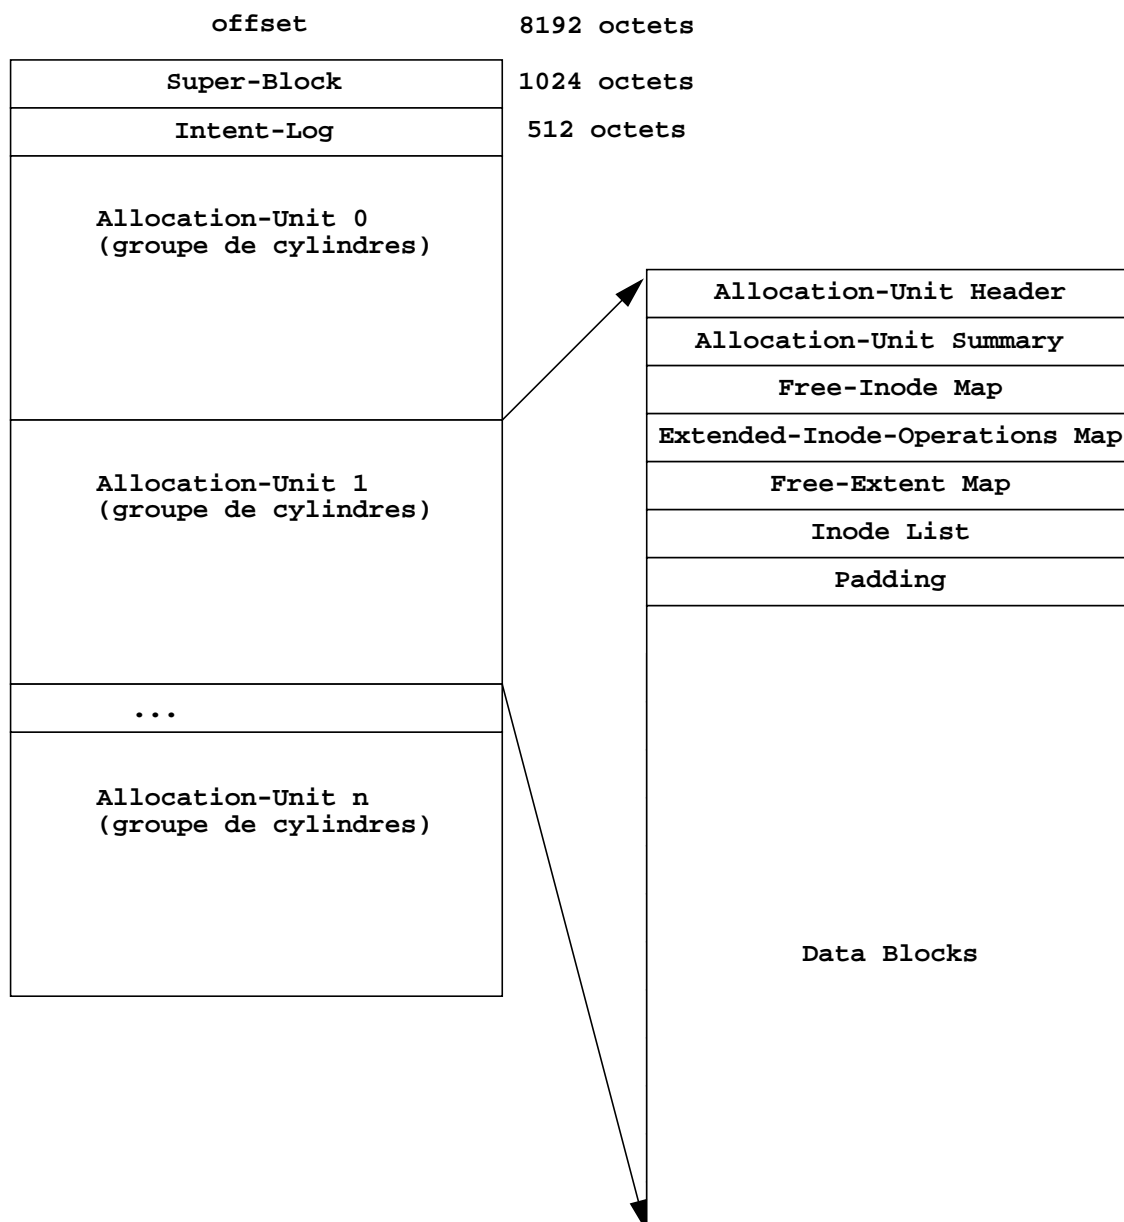 offset 8192 octets
Super-Block 1024 octets
Intent-Log 512 octets
Allocation-Unit 0
(groupe de cylindres)
Allocation-Unit 1
(groupe de cylindres)
...
Allocation-Unit n
(groupe de cylindres)
Allocation-Unit Header
Allocation-Unit Summary
Free-Inode Map
Extended-Inode-Operations Map
Free-Extent Map
Inode List
Padding
Data Blocks